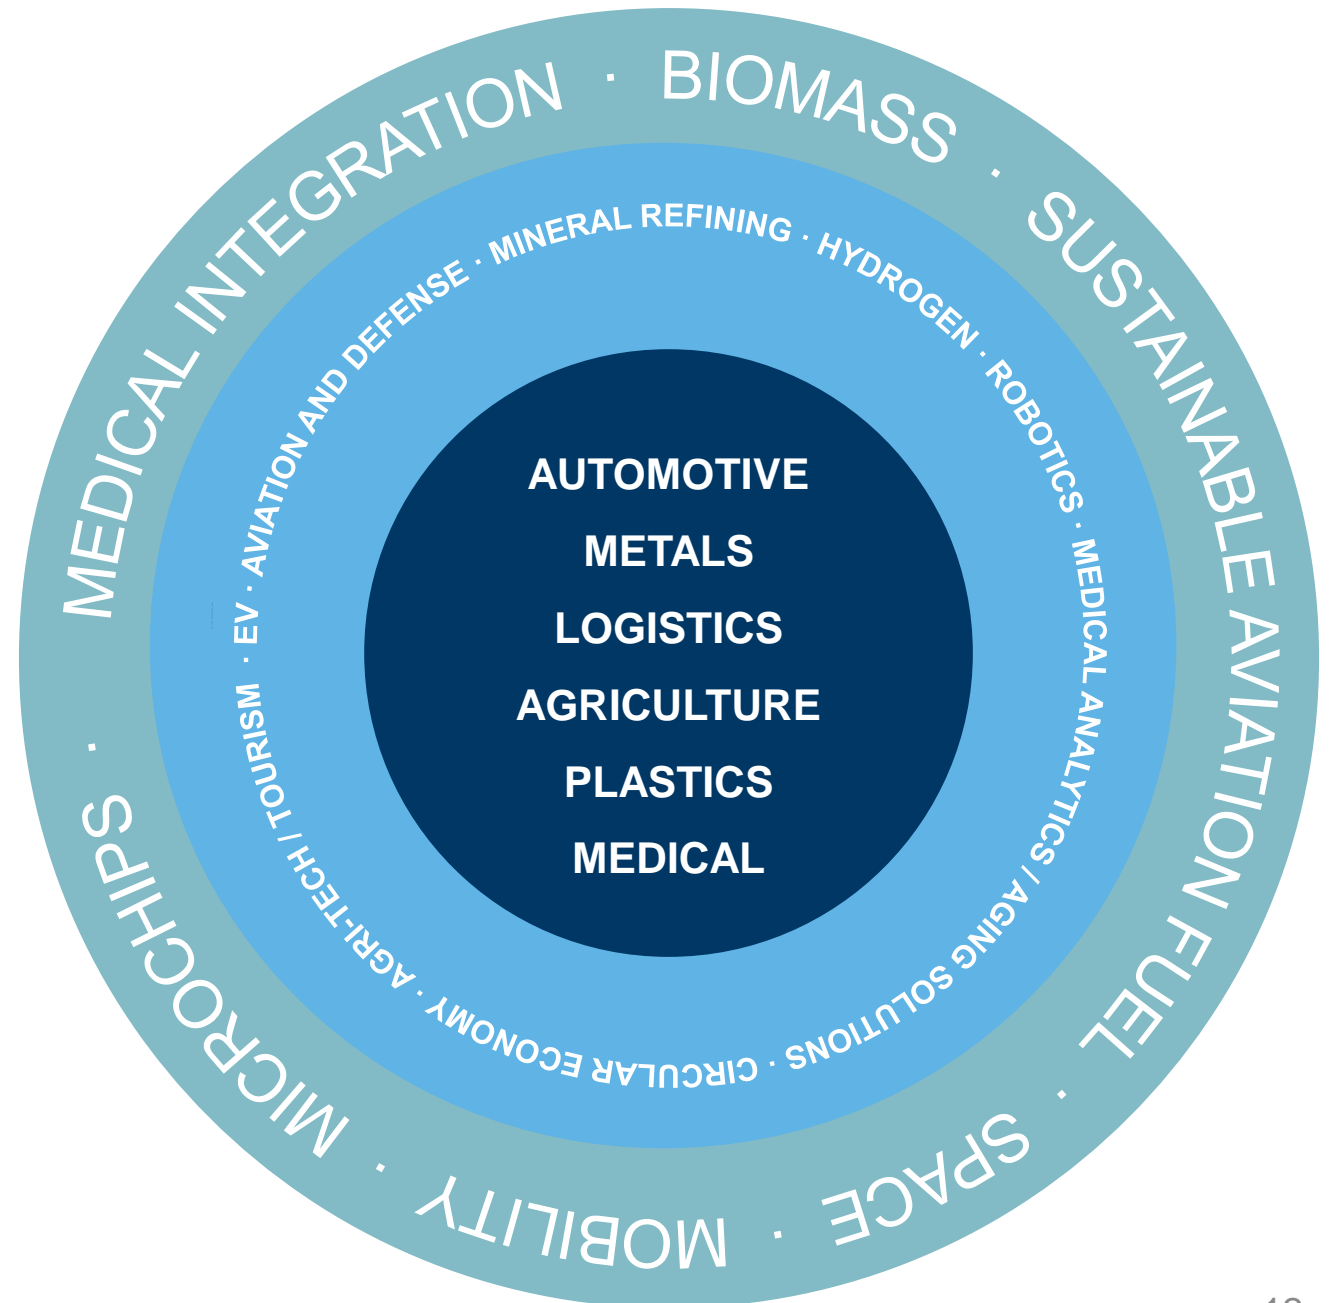 MEDICAL INTEGRATION · BIOMASS · SUSTAINABLE AVIATION FUEL · SPACE · MOBILITY · MICROCHIPS ·
EV · AVIATION AND DEFENSE · MINERAL REFINING · HYDROGEN · ROBOTICS · MEDICAL ANALYTICS / AGING SOLUTIONS · CIRCULAR ECONOMY · AGRI-TECH / TOURISM ·
AUTOMOTIVE
METALS
LOGISTICS
AGRICULTURE
PLASTICS
MEDICAL